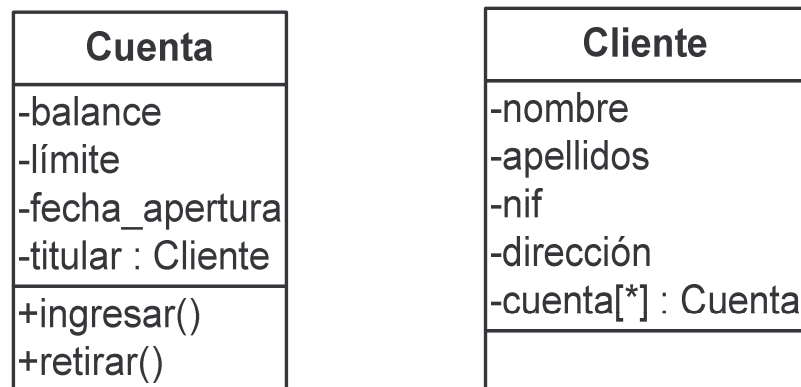 Cuenta
-balance
-límite
-fecha_apertura
-titular : Cliente
+ingresar()
+retirar()
Cliente
-nombre
-apellidos
-nif
-dirección
-cuenta[*] : Cuenta